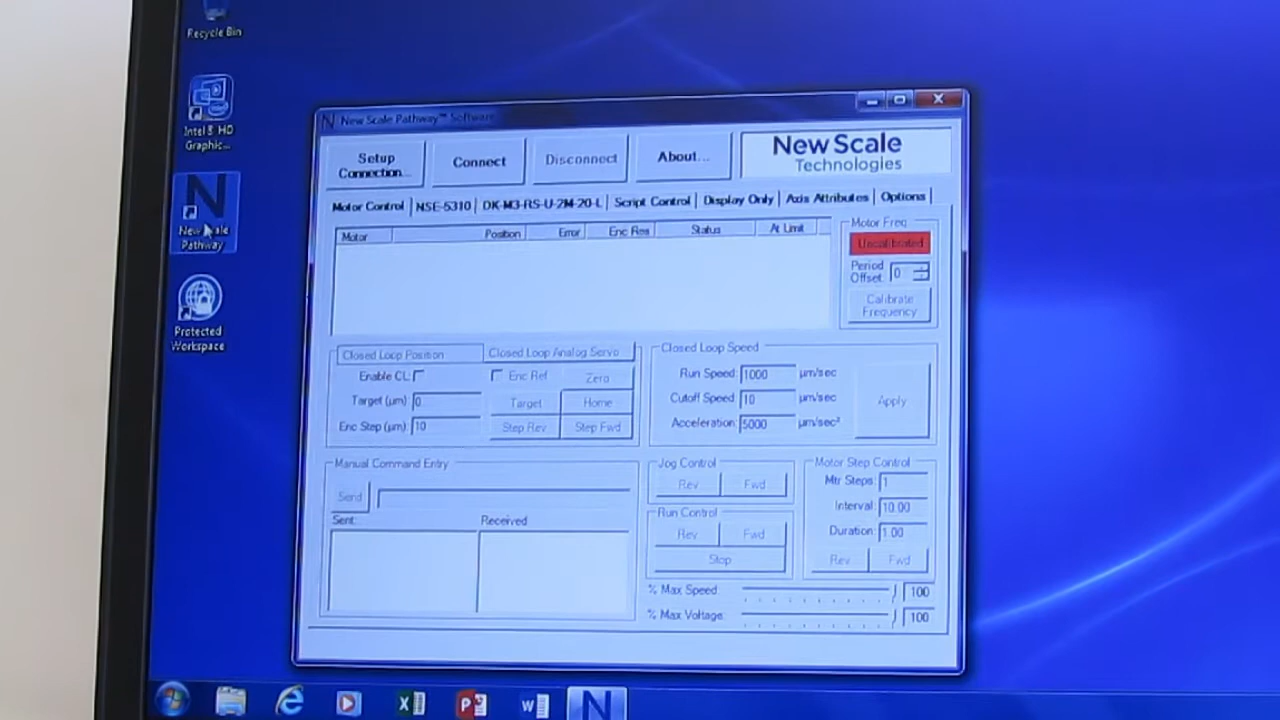 Recycle Bin
Intel® HD
Graphic...
New Scale
Pathway
Protected
Workspace
New Scale Pathway™ Software
Setup
Connection...
Connect
Disconnect
About...
New Scale
Technologies
Motor Control
NSE-5310
DK-M3-RS-U-2M-20-L
Script Control
Display Only
Axis Attributes
Options
Motor
Position
Error
Enc Res
Status
At Limit
Motor Freq
Uncalibrated
Period
Offset:
0
Calibrate
Frequency
Closed Loop Position
Closed Loop Analog Servo
Enable CL:
Enc Ref
Zero
Target (µm): 0
Target
Home
Enc Step (µm): 10
Step Rev
Step Fwd
Closed Loop Speed
Run Speed: 1000 µm/sec
Cutoff Speed: 10 µm/sec
Acceleration: 5000 µm/sec²
Apply
Manual Command Entry
Send
Sent:
Received
Jog Control
Rev
Fwd
Run Control
Rev
Fwd
Stop
Motor Step Control
Mtr Steps: 1
Interval: 10.00
Duration: 1.00
Rev
Fwd
% Max Speed
100
% Max Voltage
100